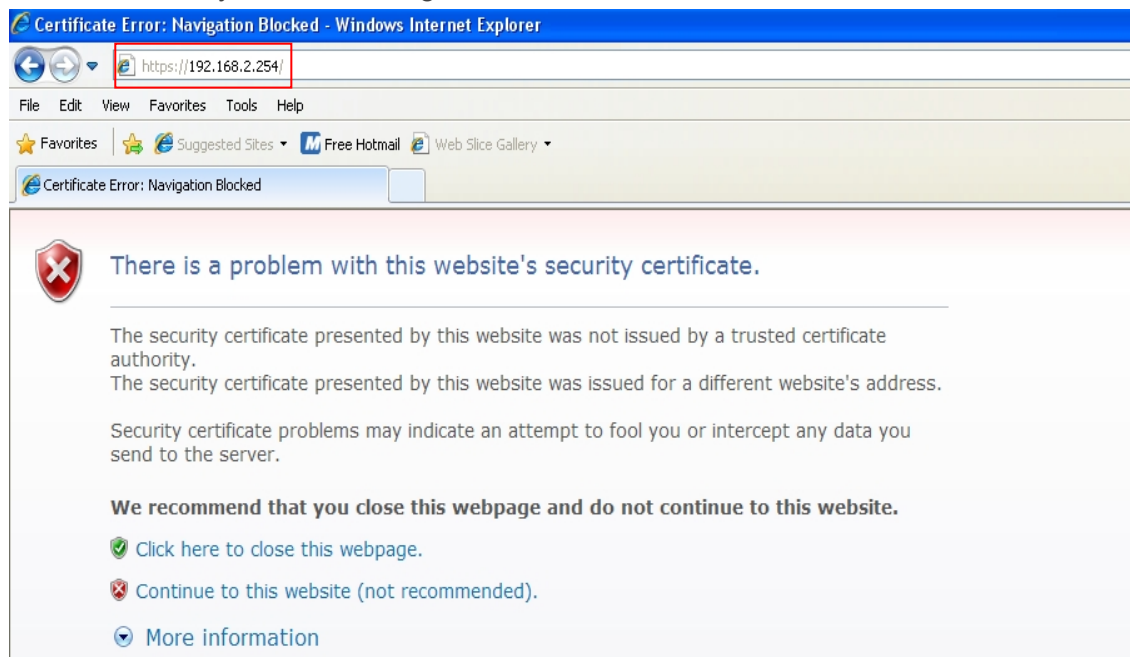 Certificate Error: Navigation Blocked - Windows Internet Explorer
https://192.168.2.254/
File Edit View Favorites Tools Help
Favorites Suggested Sites Free Hotmail Web Slice Gallery
Certificate Error: Navigation Blocked
There is a problem with this website's security certificate.
The security certificate presented by this website was not issued by a trusted certificate
authority.
The security certificate presented by this website was issued for a different website's address.
Security certificate problems may indicate an attempt to fool you or intercept any data you
send to the server.
We recommend that you close this webpage and do not continue to this website.
Click here to close this webpage.
Continue to this website (not recommended).
More information